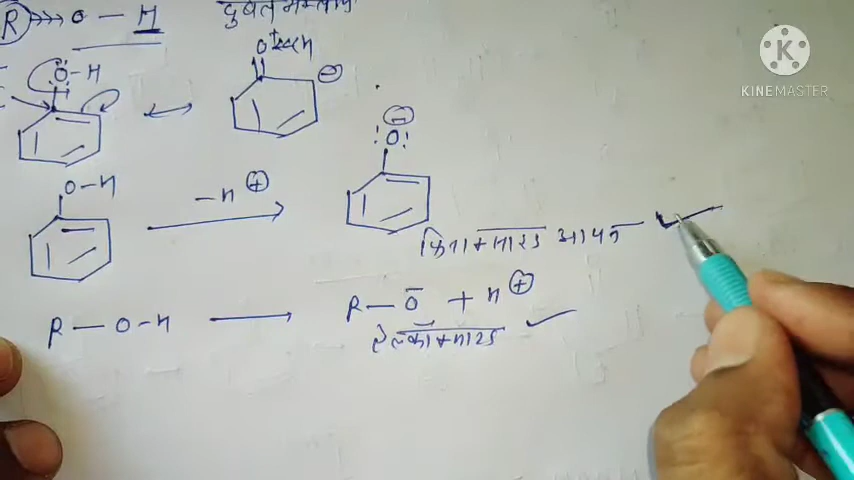 R →→→ O — H दुर्बल अम्लीय
KINEMASTER
O – H ↔ O⁺ H ⊖
O – H – H⊕ → :O: ⊖
फिनाक्साइड आयन ✓
R – O – H → R – O⁻ + H⊕
ऐल्काक्साइड ✓